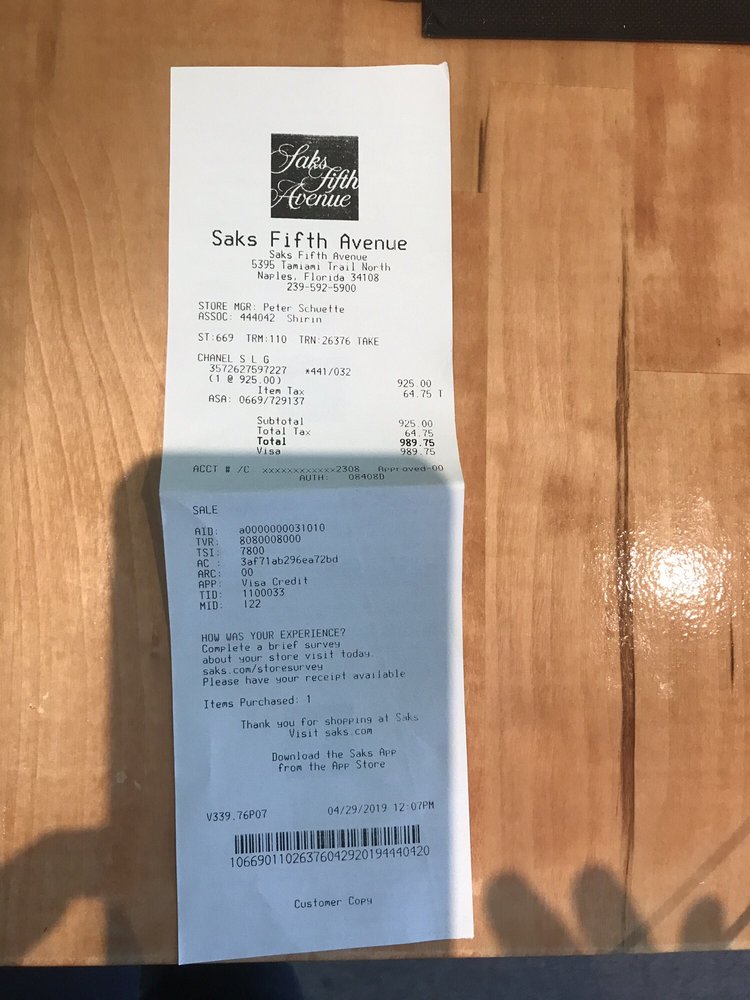 Saks
Fifth
Avenue
Saks Fifth Avenue
Saks Fifth Avenue
5395 Tamiami Trail North
Naples, Florida 34108
239-592-5900
STORE MGR: Peter Schuette
ASSOC: 444042 Shirin
ST:669 TRM:110 TRN:26376 TAKE
CHANEL S L G
3572627597227 *441/032
(1 @ 925.00) 925.00
Item Tax 64.75 T
ASA: 0669/729137
Subtotal 925.00
Total Tax 64.75
Total 989.75
Visa 989.75
ACCT # /C xxxxxxxxxxxx2308 Approved-00
AUTH: 08408D
SALE
AID: a0000000031010
TVR: 8080008000
TSI: 7800
AC : 3af71ab296ea72bd
ARC: 00
APP: Visa Credit
TID: 1100033
MID: 122
HOW WAS YOUR EXPERIENCE?
Complete a brief survey
about your store visit today.
saks.com/storesurvey
Please have your receipt available
Items Purchased: 1
Thank you for shopping at Saks
Visit saks.com
Download the Saks App
from the App Store
V339.76P07 04/29/2019 12:07PM
1066901102637604292019444​0420
Customer Copy